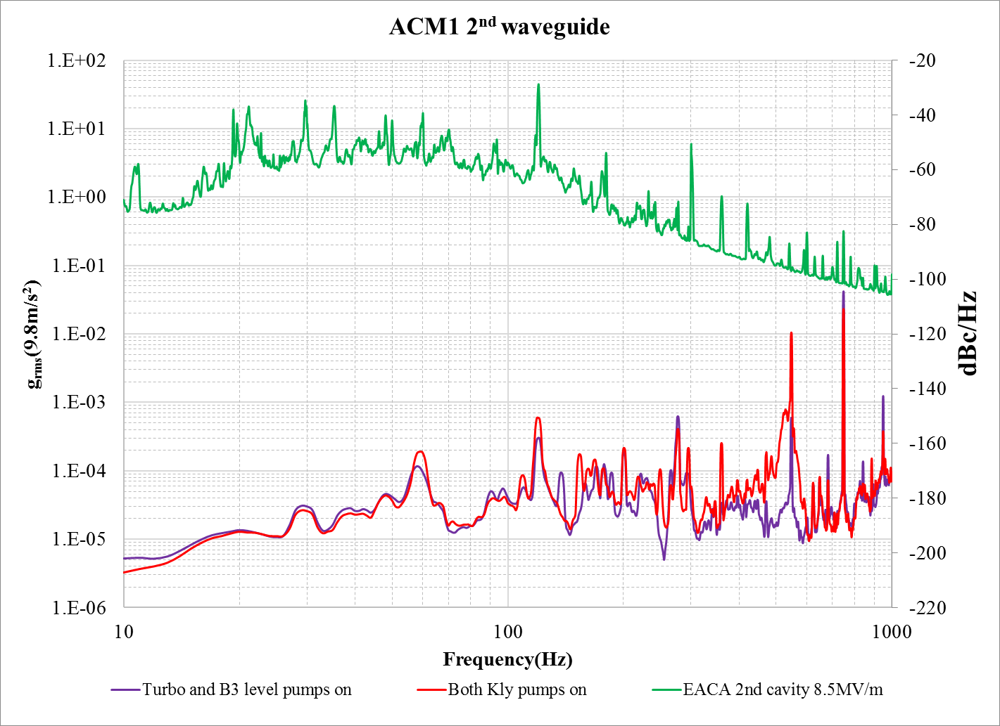 ACM1 2nd waveguide
1.E+02
1.E+01
1.E+00
1.E-01
1.E-02
1.E-03
1.E-04
1.E-05
1.E-06
grms(9.8m/s²)
-20
-40
-60
-80
-100
-120
-140
-160
-180
-200
-220
dBc/Hz
10 100 1000
Frequency(Hz)
Turbo and B3 level pumps on Both Kly pumps on EACA 2nd cavity 8.5MV/m